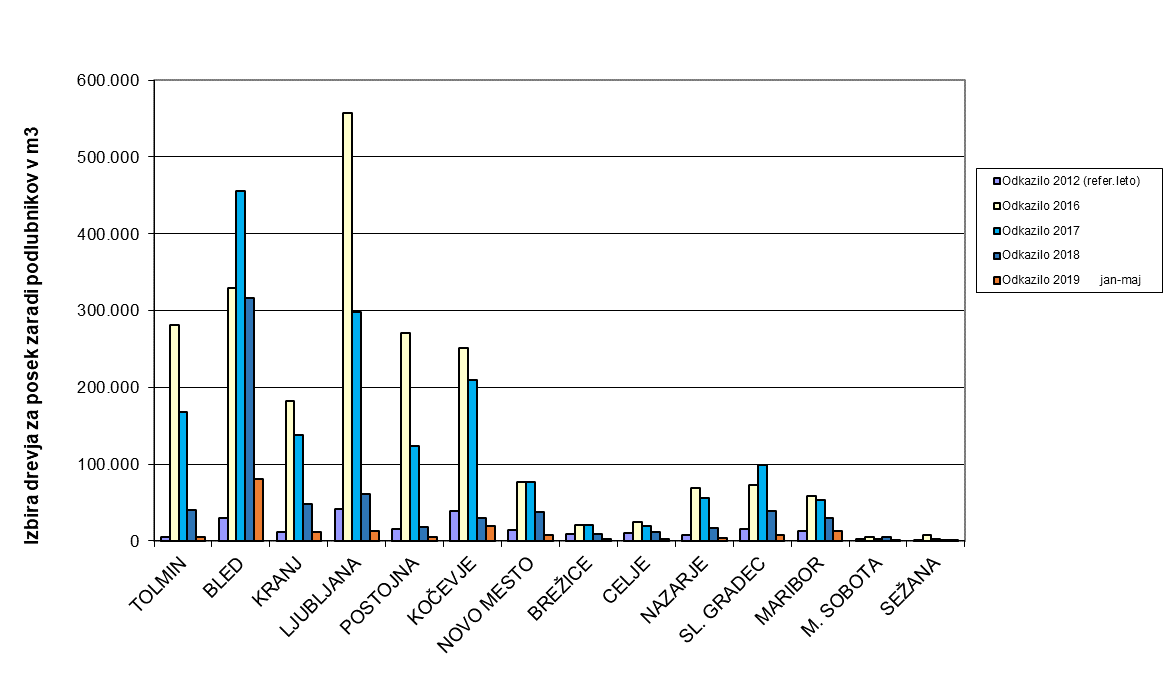 Izbira drevja za posek zaradi podlubnikov v m3
600.000
500.000
400.000
300.000
200.000
100.000
0
TOLMIN
BLED
KRANJ
LJUBLJANA
POSTOJNA
KOČEVJE
NOVO MESTO
BREŽICE
CELJE
NAZARJE
SL. GRADEC
MARIBOR
M. SOBOTA
SEŽANA
Odkazilo 2012 (refer.leto)
Odkazilo 2016
Odkazilo 2017
Odkazilo 2018
Odkazilo 2019 jan-maj